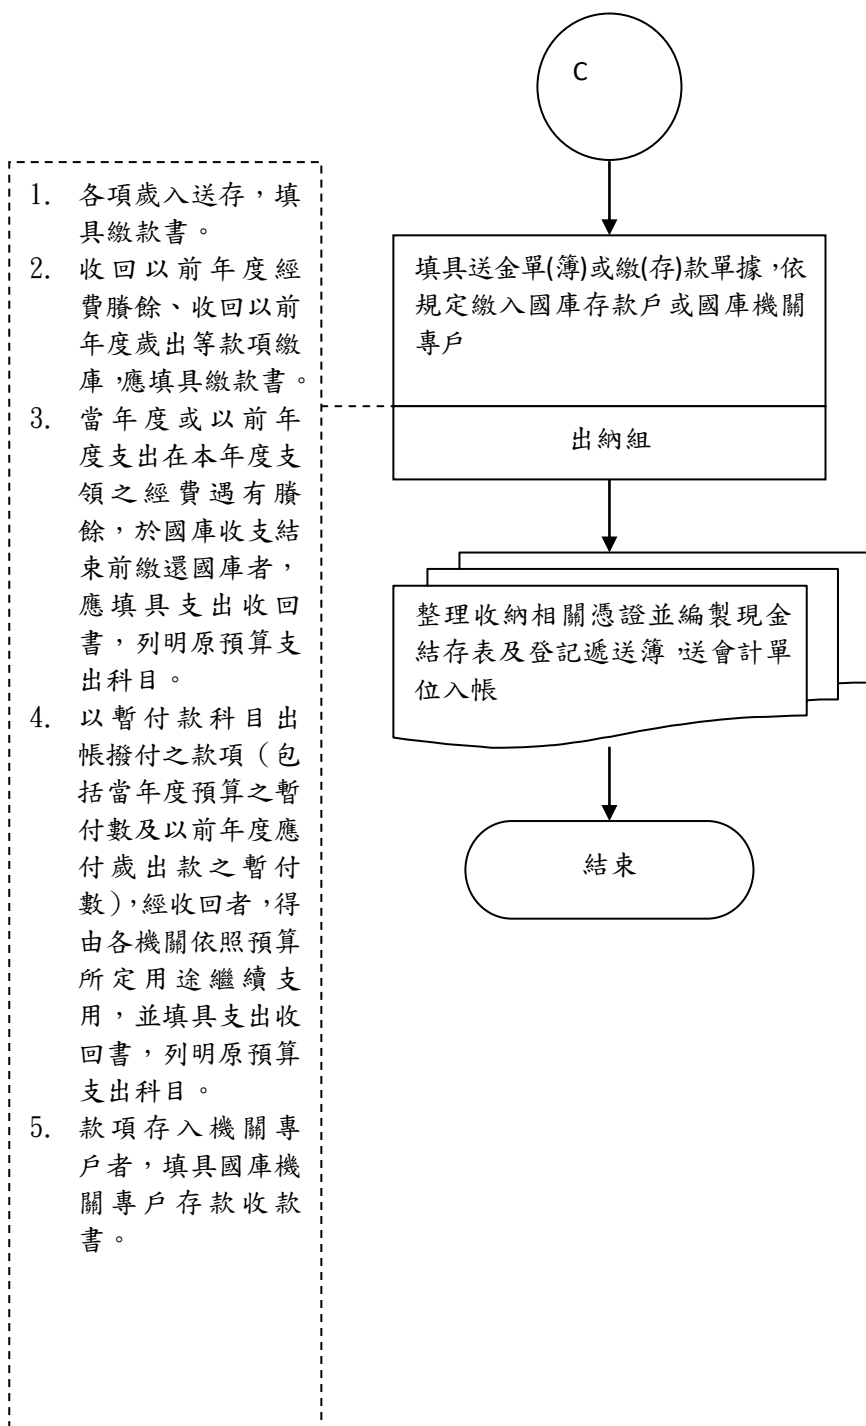 C
填具送金單(簿)或繳(存)款單據,依
規定繳入國庫存款戶或國庫機關
專戶
出納組
整理收納相關憑證並編製現金
結存表及登記遞送簿,送會計單
位入帳
結束
1. 各項歲入送存,填
具繳款書。
2. 收回以前年度經
費賸餘、收回以前
年度歲出等款項繳
庫,應填具繳款書。
3. 當年度或以前年
度支出在本年度支
領之經費遇有賸
餘,於國庫收支結
束前繳還國庫者,
應填具支出收回
書,列明原預算支
出科目。
4. 以暫付款科目出
帳撥付之款項(包
括當年度預算之暫
付數及以前年度應
付歲出款之暫付
數),經收回者,得
由各機關依照預算
所定用途繼續支
用,並填具支出收
回書,列明原預算
支出科目。
5. 款項存入機關專
戶者,填具國庫機
關專戶存款收款
書。